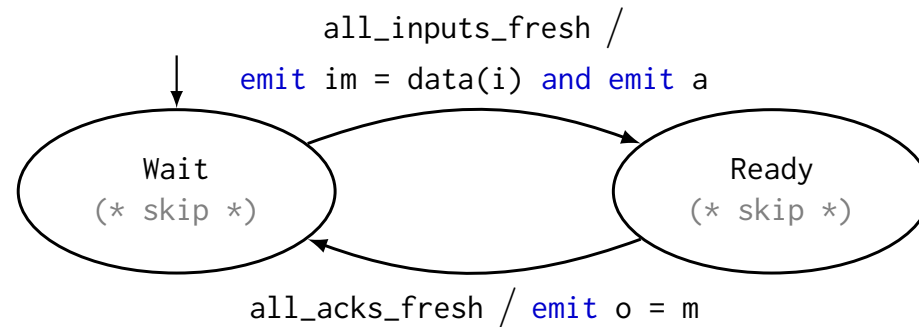 all_inputs_fresh /
emit im = data(i) and emit a
Wait
(* skip *)
Ready
(* skip *)
all_acks_fresh / emit o = m